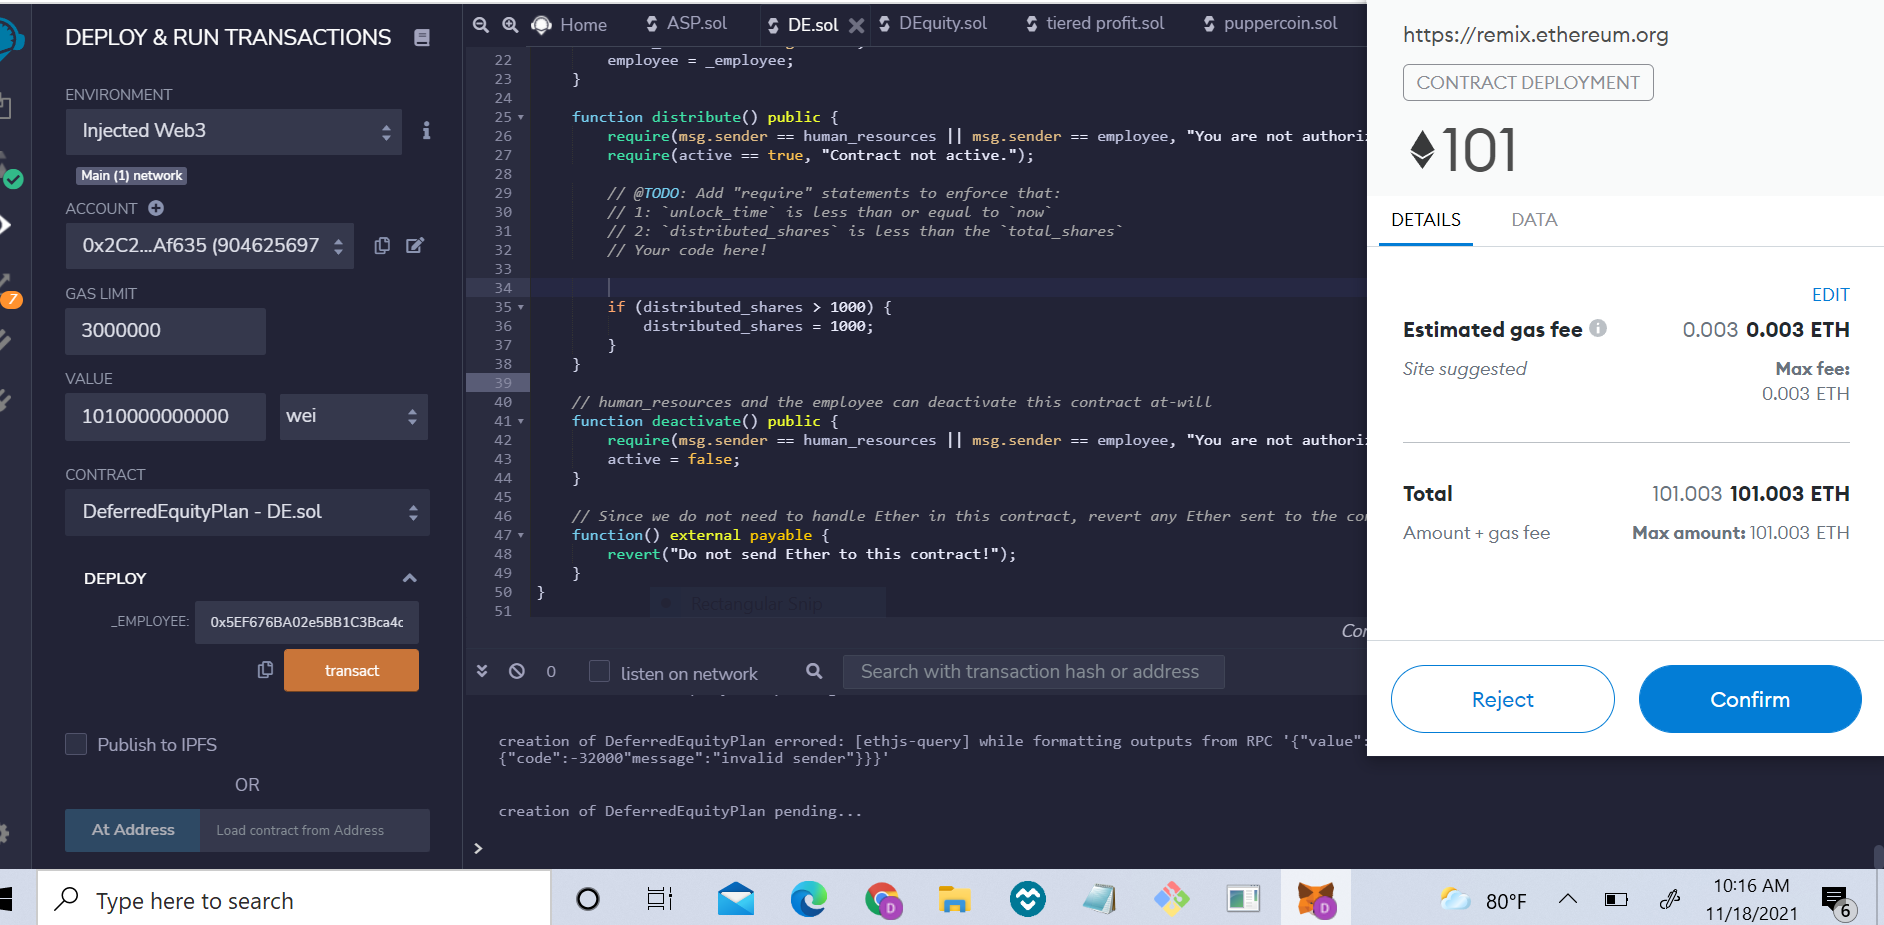 DEPLOY & RUN TRANSACTIONS
ENVIRONMENT
Injected Web3
i
Main (1) network
ACCOUNT
0x2C2...Af635 (904625697
7
GAS LIMIT
3000000
VALUE
1010000000000
wei
CONTRACT
DeferredEquityPlan - DE.sol
DEPLOY
_EMPLOYEE:
0x5EF676BA02e5BB1C3Bca4c
transact
Publish to IPFS
OR
At Address
Load contract from Address
Home
ASP.sol
DE.sol
DEquity.sol
tiered profit.sol
puppercoin.sol
22 employee = _employee;
23 }
24
25 function distribute() public {
26 require(msg.sender == human_resources || msg.sender == employee, "You are not authori
27 require(active == true, "Contract not active.");
28
29 // @TODO: Add "require" statements to enforce that:
30 // 1: `unlock_time` is less than or equal to `now`
31 // 2: `distributed_shares` is less than the `total_shares`
32 // Your code here!
33
34
35 if (distributed_shares > 1000) {
36 distributed_shares = 1000;
37 }
38 }
39
40 // human_resources and the employee can deactivate this contract at-will
41 function deactivate() public {
42 require(msg.sender == human_resources || msg.sender == employee, "You are not authori
43 active = false;
44 }
45
46 // Since we do not need to handle Ether in this contract, revert any Ether sent to the co
47 function() external payable {
48 revert("Do not send Ether to this contract!");
49 }
50 }
51
Rectangular Snip
Cor
0
listen on network
Search with transaction hash or address
creation of DeferredEquityPlan errored: [ethjs-query] while formatting outputs from RPC '{"value":
{"code":-32000"message":"invalid sender"}}}'
creation of DeferredEquityPlan pending...
>
https://remix.ethereum.org
CONTRACT DEPLOYMENT
101
DETAILS
DATA
EDIT
Estimated gas fee
0.003 0.003 ETH
Site suggested
Max fee:
0.003 ETH
Total
101.003 101.003 ETH
Amount + gas fee
Max amount: 101.003 ETH
Reject
Confirm
Type here to search
D
D
80°F
10:16 AM
11/18/2021
6